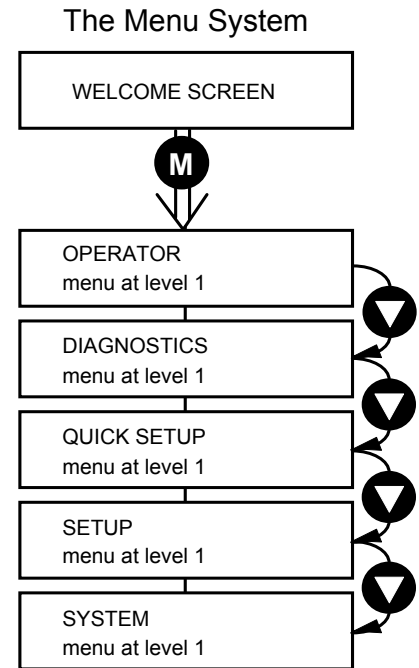 The Menu System
WELCOME SCREEN
M
OPERATOR
menu at level 1
DIAGNOSTICS
menu at level 1
QUICK SETUP
menu at level 1
SETUP
menu at level 1
SYSTEM
menu at level 1